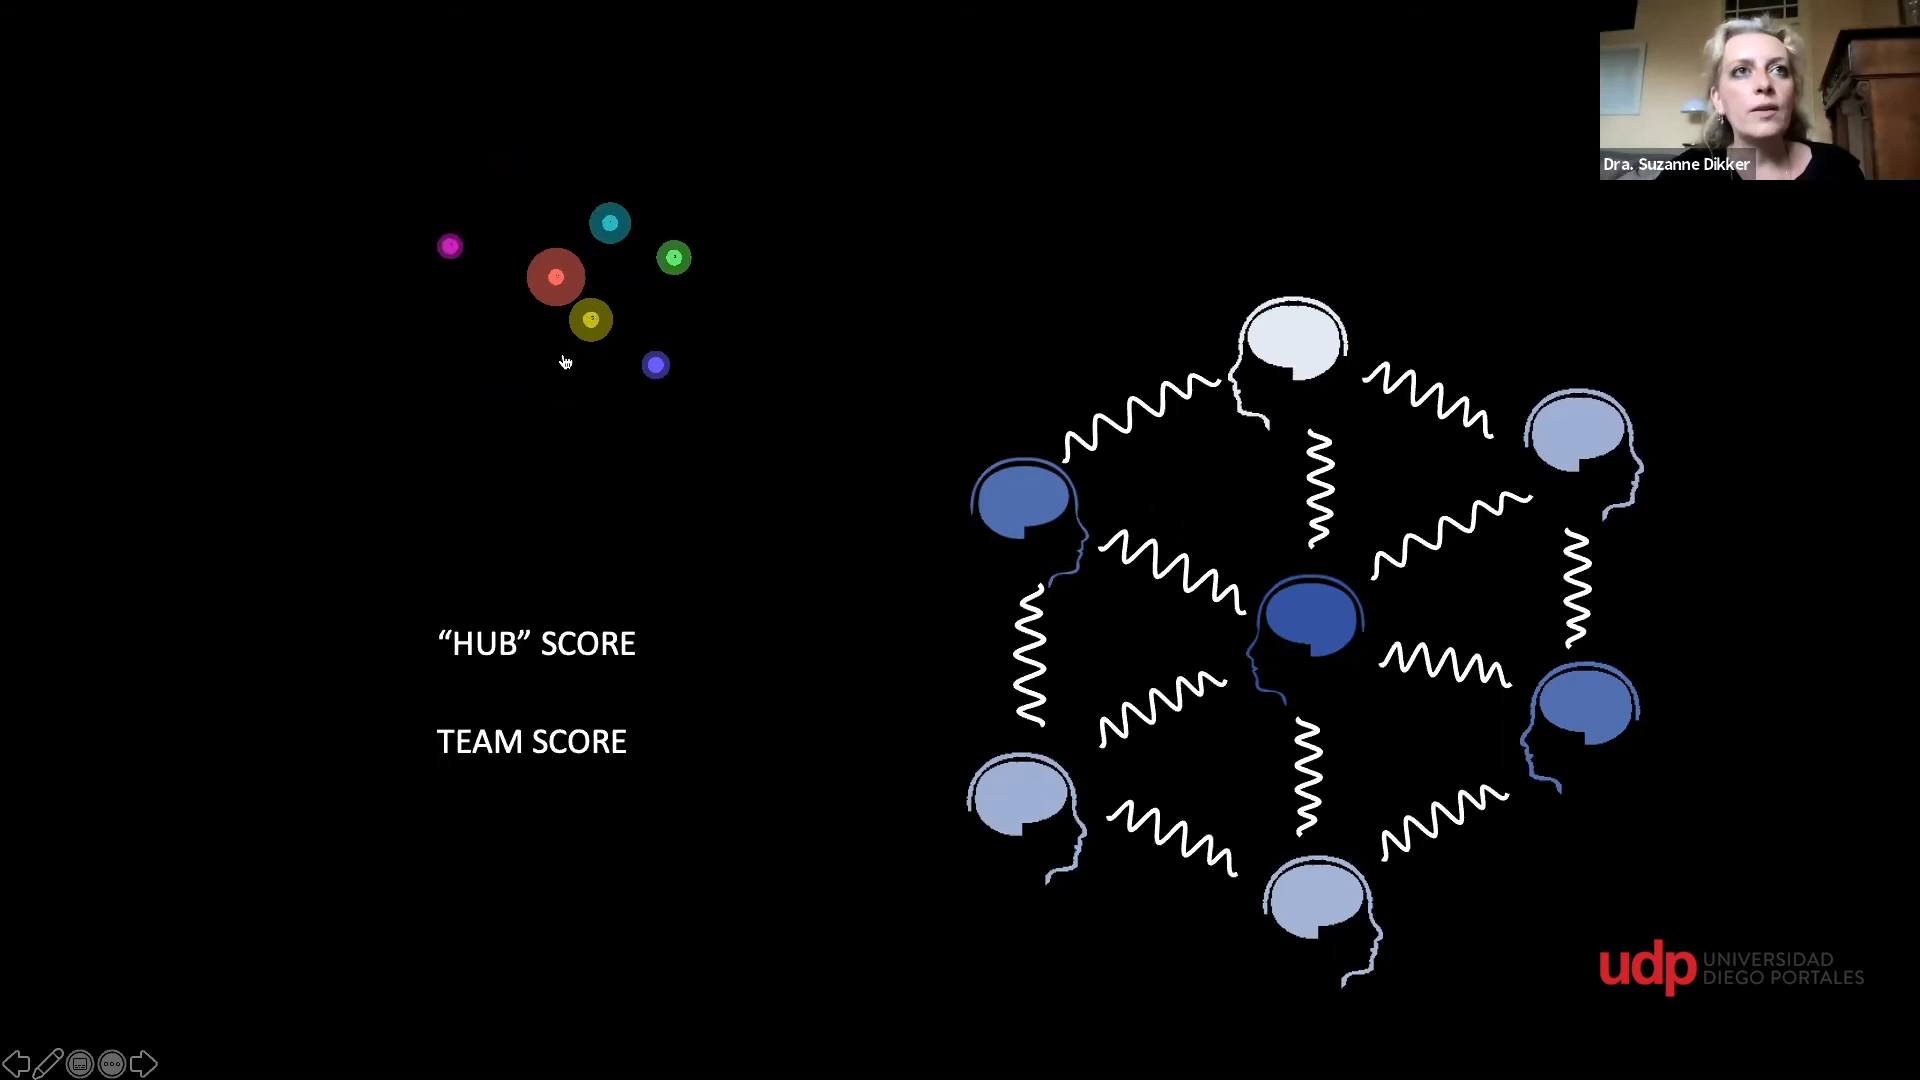 Dra. Suzanne Dikker
“HUB” SCORE
TEAM SCORE
udp UNIVERSIDAD
DIEGO PORTALES